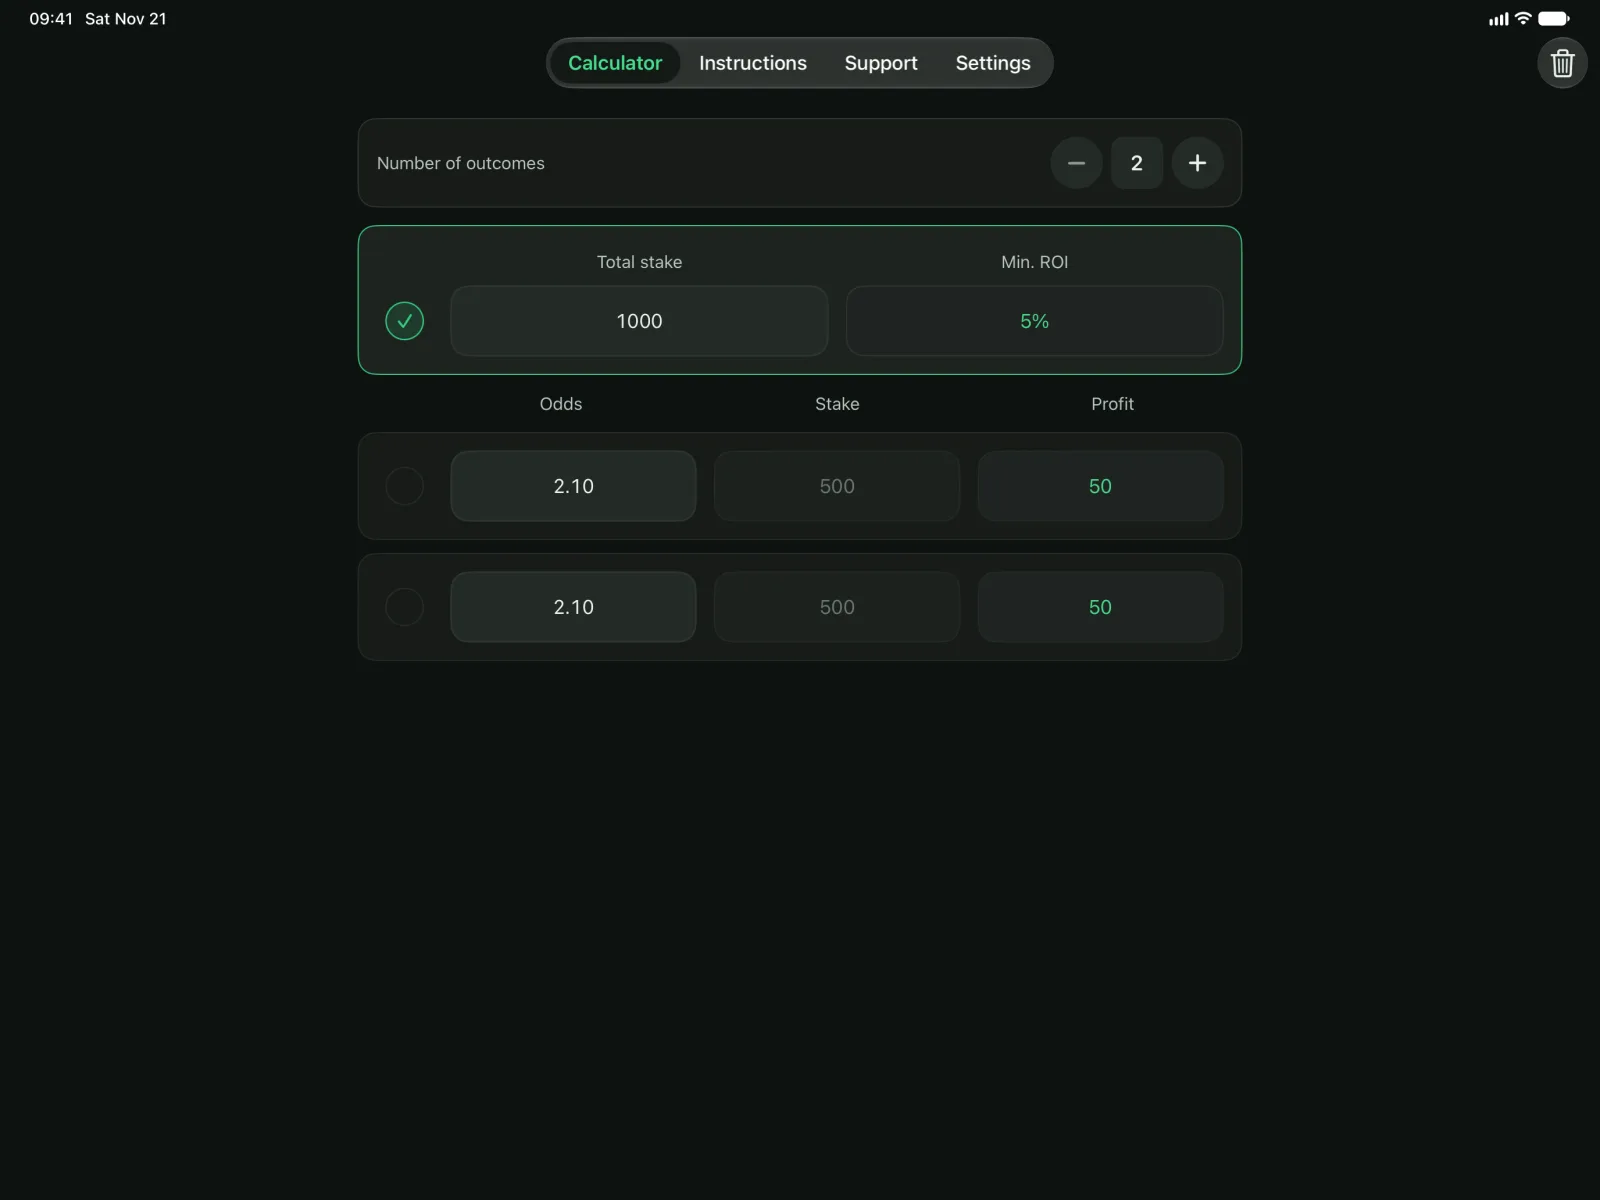 09:41 Sat Nov 21
Calculator Instructions Support Settings
Number of outcomes 2
Total stake Min. ROI
1000 5%
Odds Stake Profit
2.10 500 50
2.10 500 50